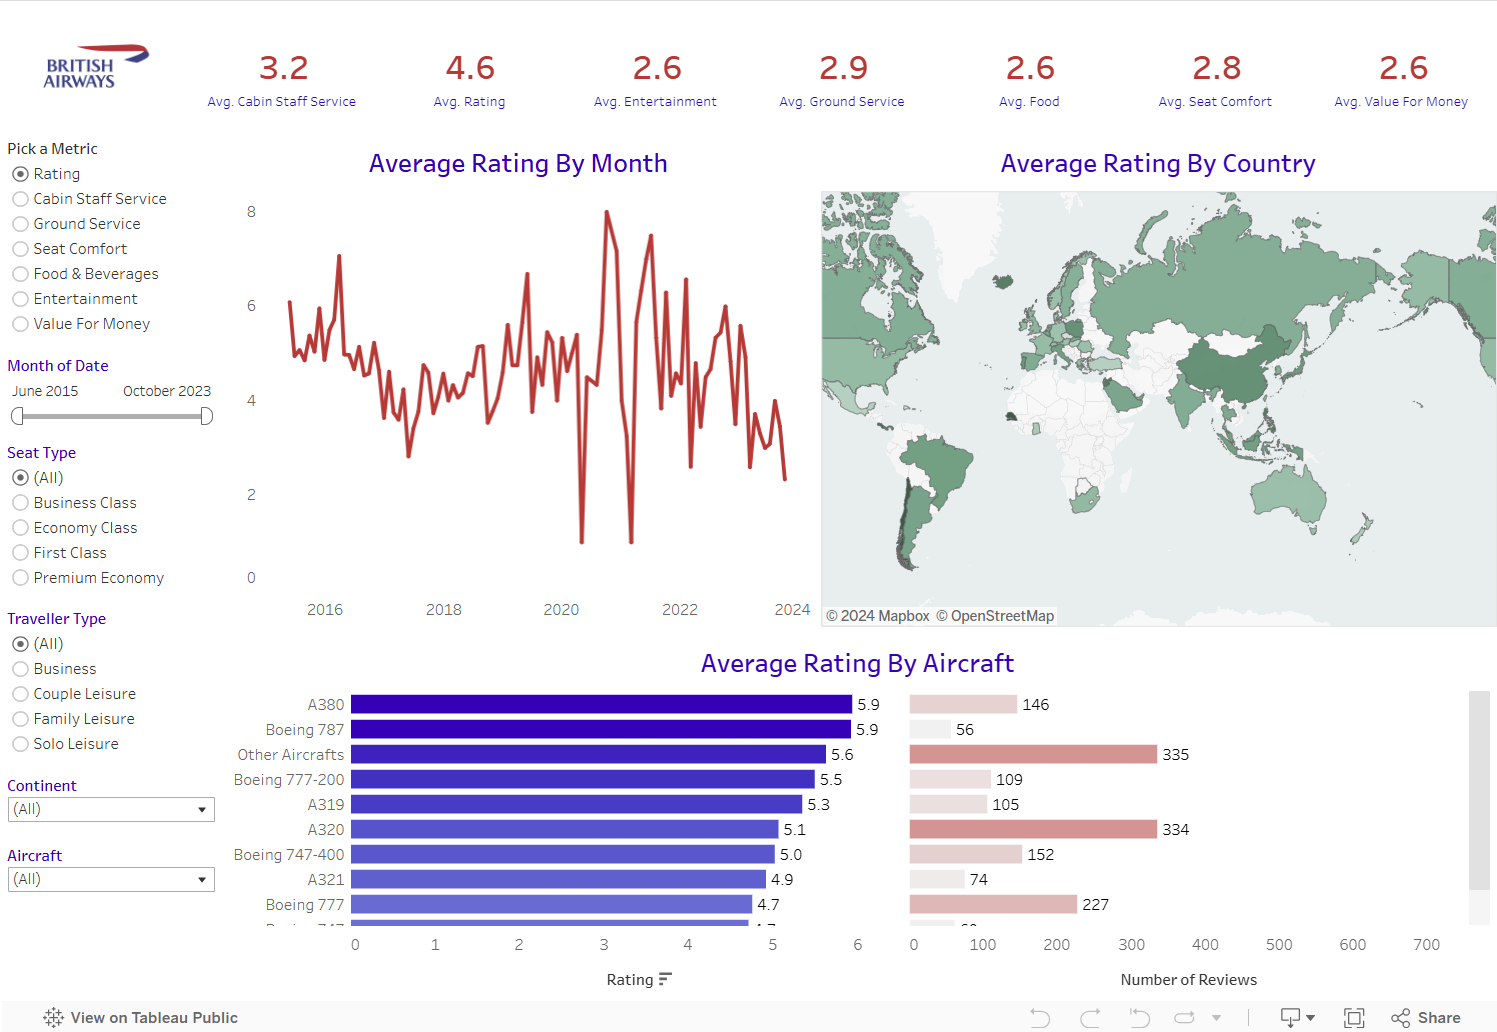 BRITISH
AIRWAYS
3.2
Avg. Cabin Staff Service
4.6
Avg. Rating
2.6
Avg. Entertainment
2.9
Avg. Ground Service
2.6
Avg. Food
2.8
Avg. Seat Comfort
2.6
Avg. Value For Money
Pick a Metric
Rating
Cabin Staff Service
Ground Service
Seat Comfort
Food & Beverages
Entertainment
Value For Money
Month of Date
June 2015 October 2023
Seat Type
(All)
Business Class
Economy Class
First Class
Premium Economy
Traveller Type
(All)
Business
Couple Leisure
Family Leisure
Solo Leisure
Continent
(All)
Aircraft
(All)
Average Rating By Month
8
6
4
2
0
2016 2018 2020 2022 2024
Average Rating By Country
© 2024 Mapbox © OpenStreetMap
Average Rating By Aircraft
A380 5.9 146
Boeing 787 5.9 56
Other Aircrafts 5.6 335
Boeing 777-200 5.5 109
A319 5.3 105
A320 5.1 334
Boeing 747-400 5.0 152
A321 4.9 74
Boeing 777 4.7 227
0 1 2 3 4 5 6 0 100 200 300 400 500 600 700
Rating Number of Reviews
View on Tableau Public Share